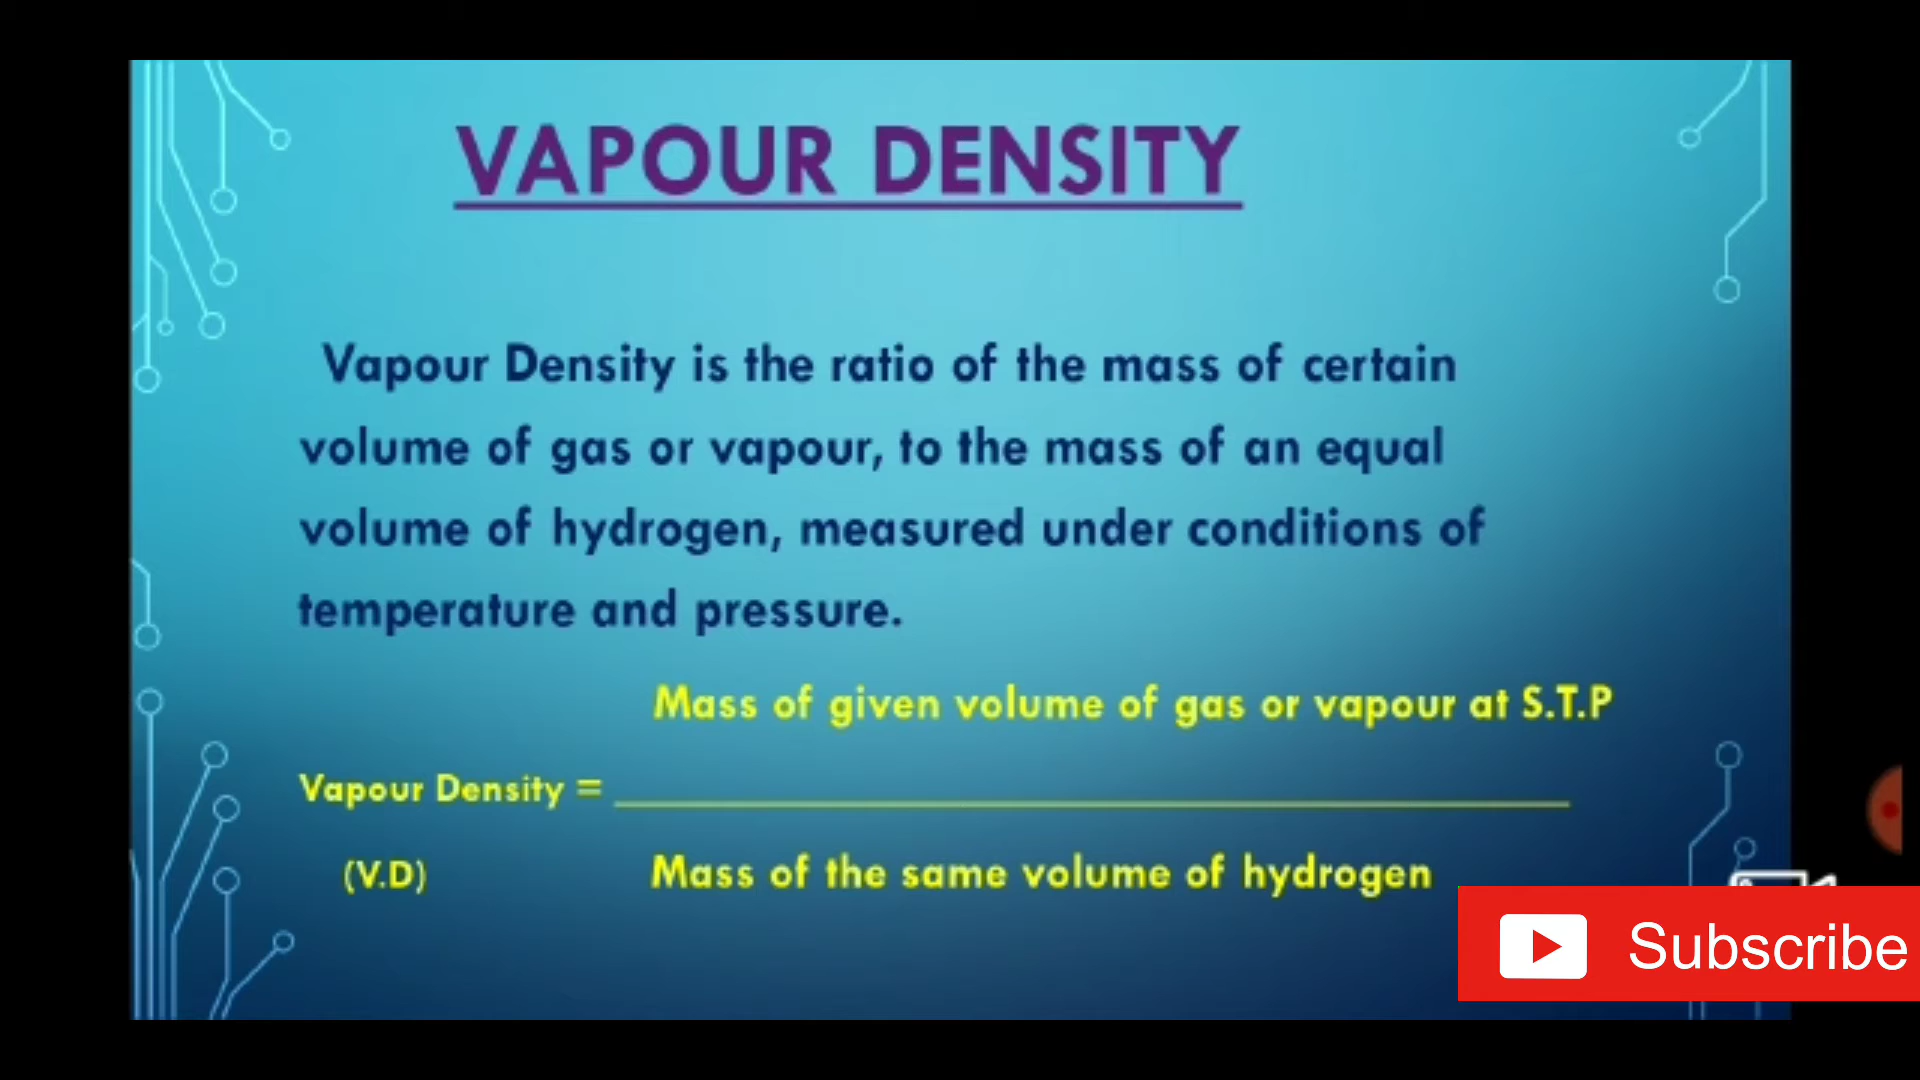 VAPOUR DENSITY
Vapour Density is the ratio of the mass of certain
volume of gas or vapour, to the mass of an equal
volume of hydrogen, measured under conditions of
temperature and pressure.
Mass of given volume of gas or vapour at S.T.P
Vapour Density =
(V.D) Mass of the same volume of hydrogen
Subscribe